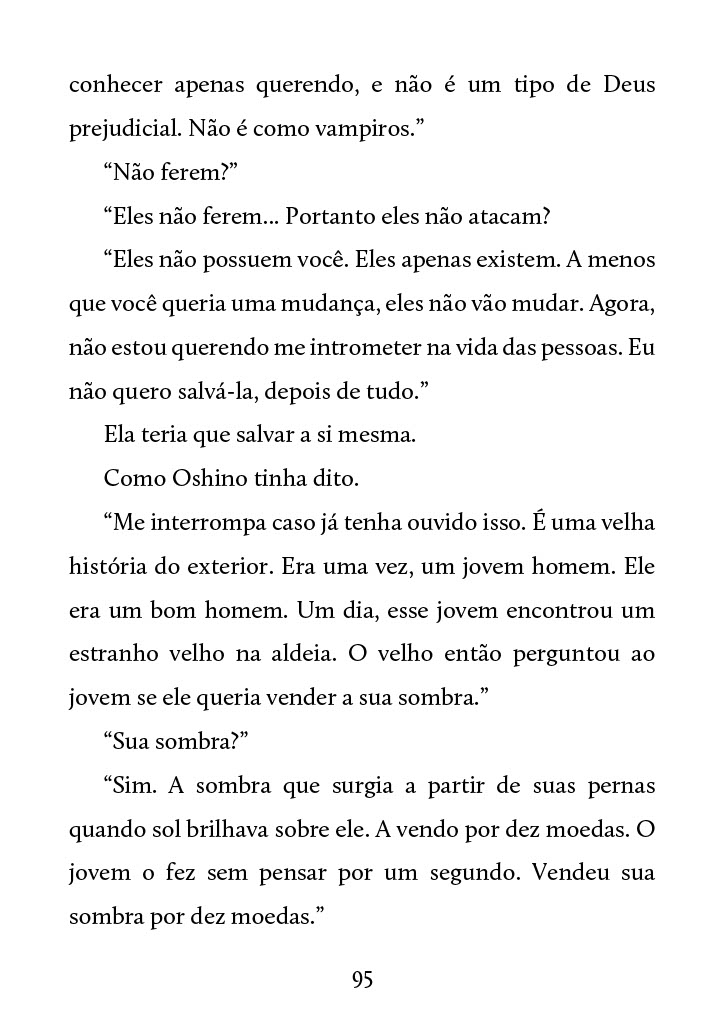 conhecer apenas querendo, e não é um tipo de Deus
prejudicial. Não é como vampiros.”
“Não ferem?”
“Eles não ferem... Portanto eles não atacam?
“Eles não possuem você. Eles apenas existem. A menos
que você queria uma mudança, eles não vão mudar. Agora,
não estou querendo me intrometer na vida das pessoas. Eu
não quero salvá-la, depois de tudo.”
Ela teria que salvar a si mesma.
Como Oshino tinha dito.
“Me interrompa caso já tenha ouvido isso. É uma velha
história do exterior. Era uma vez, um jovem homem. Ele
era um bom homem. Um dia, esse jovem encontrou um
estranho velho na aldeia. O velho então perguntou ao
jovem se ele queria vender a sua sombra.”
“Sua sombra?”
“Sim. A sombra que surgia a partir de suas pernas
quando sol brilhava sobre ele. A vendo por dez moedas. O
jovem o fez sem pensar por um segundo. Vendeu sua
sombra por dez moedas.”
95